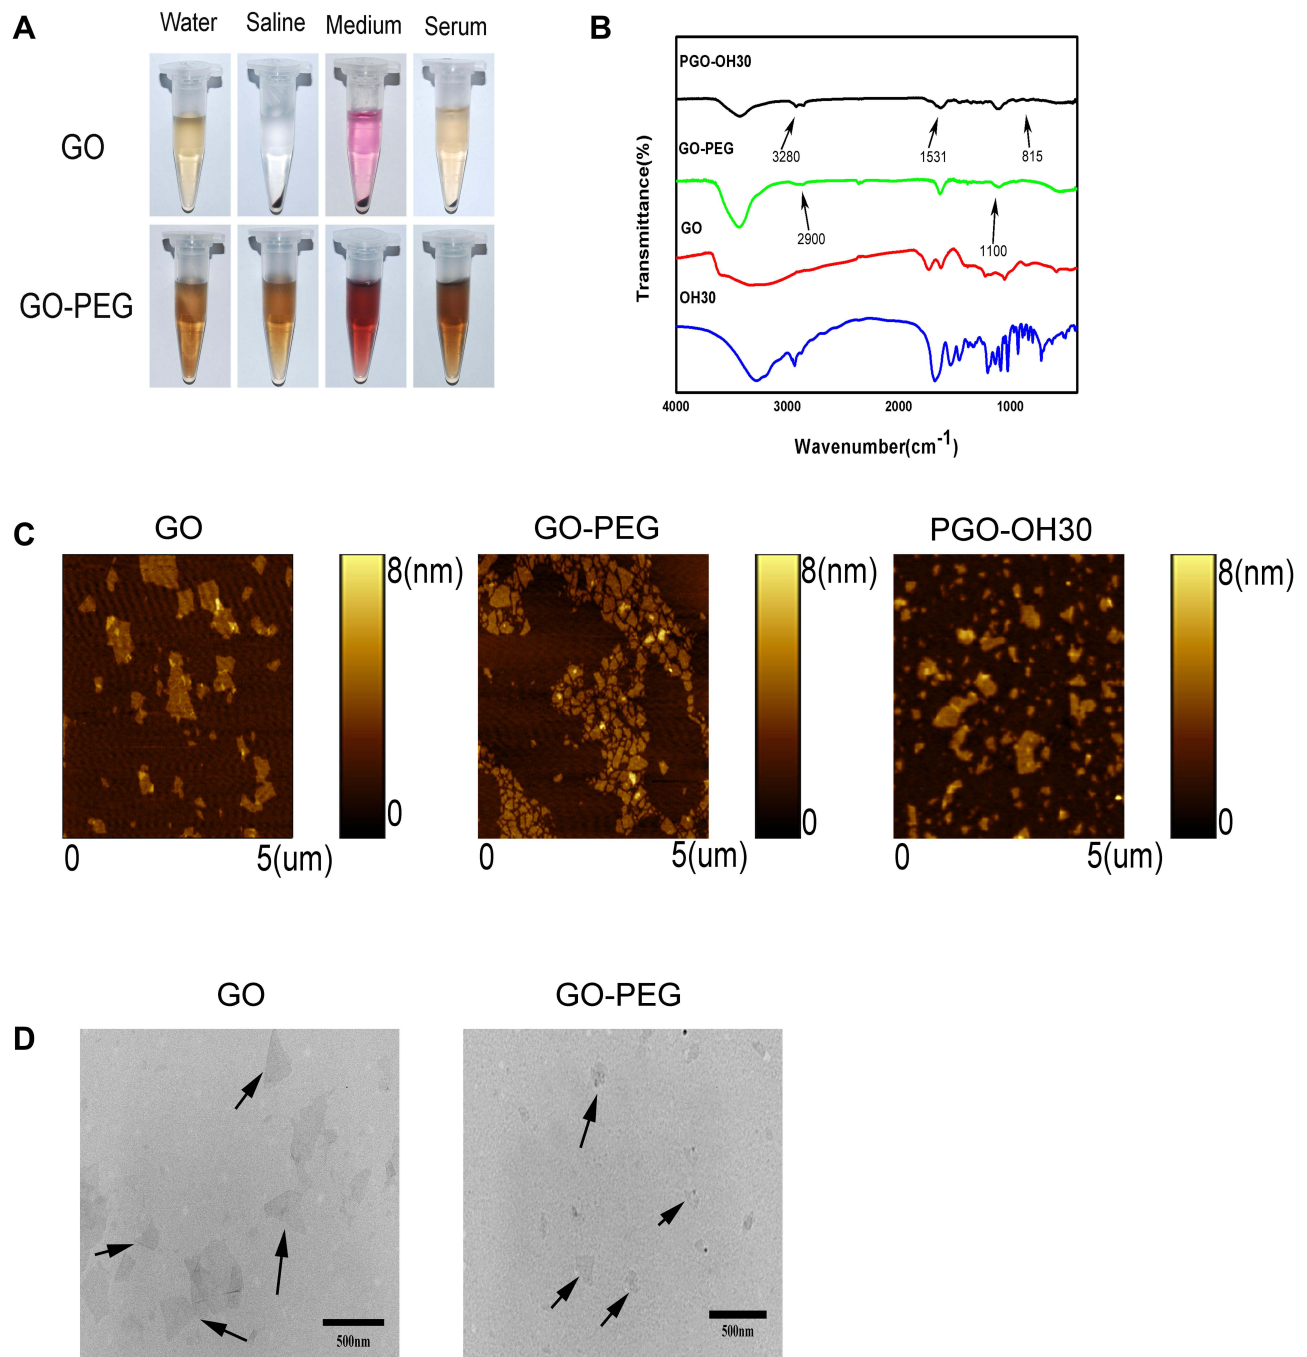 A
Water Saline Medium Serum
GO
GO-PEG
B
PGO-OH30
3280 1531 815
GO-PEG
2900 1100
GO
OH30
Transmittance(%)
4000 3000 2000 1000
Wavenumber(cm-1)
C
GO GO-PEG PGO-OH30
8(nm) 8(nm) 8(nm)
0 0 0
0 5(um) 0 5(um) 0 5(um)
GO GO-PEG
D
500nm 500nm